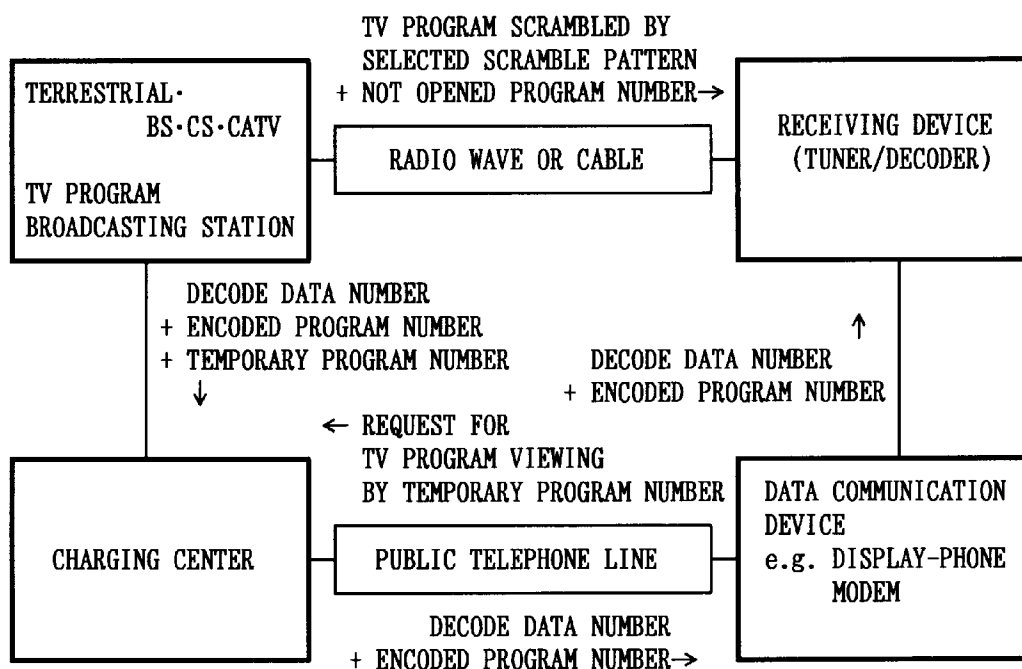 TV PROGRAM SCRAMBLED BY
SELECTED SCRAMBLE PATTERN
+ NOT OPENED PROGRAM NUMBER→
TERRESTRIAL·
BS·CS·CATV
TV PROGRAM
BROADCASTING STATION
RADIO WAVE OR CABLE
RECEIVING DEVICE
(TUNER/DECODER)
DECODE DATA NUMBER
+ ENCODED PROGRAM NUMBER
+ TEMPORARY PROGRAM NUMBER
↓
↑
DECODE DATA NUMBER
+ ENCODED PROGRAM NUMBER
← REQUEST FOR
TV PROGRAM VIEWING
BY TEMPORARY PROGRAM NUMBER
CHARGING CENTER
PUBLIC TELEPHONE LINE
DATA COMMUNICATION
DEVICE
e.g. DISPLAY-PHONE
MODEM
DECODE DATA NUMBER
+ ENCODED PROGRAM NUMBER→